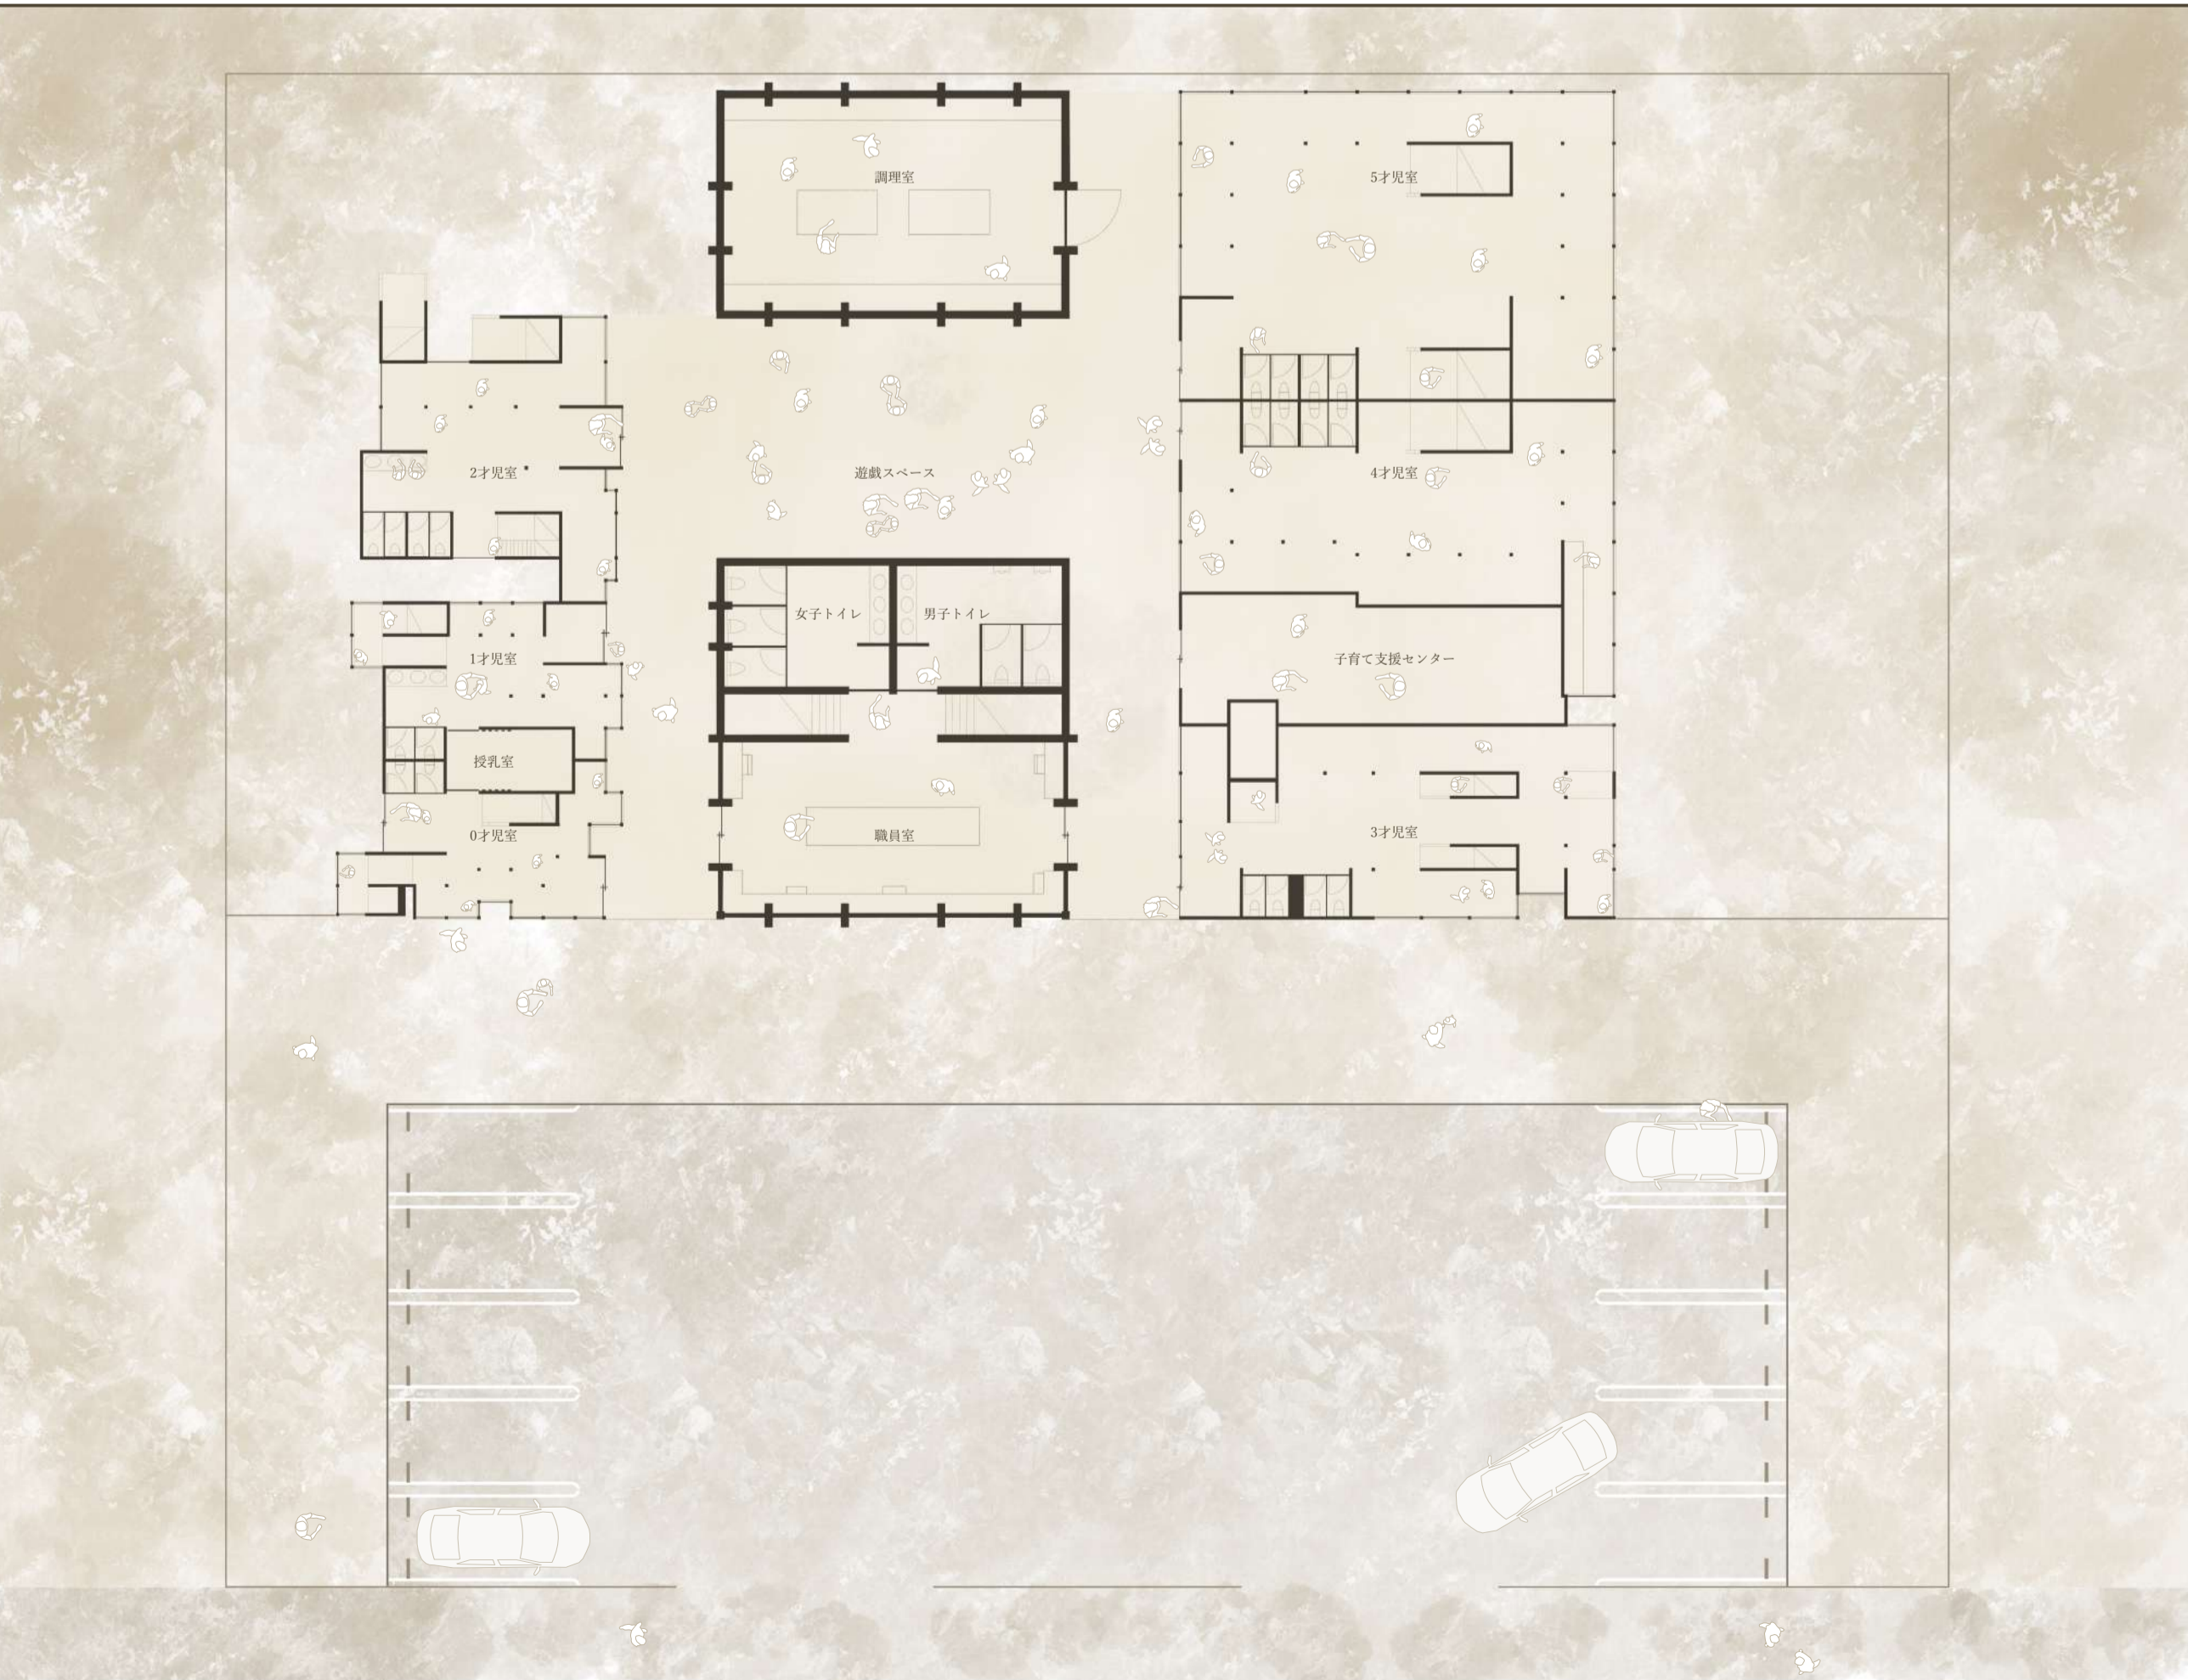 調理室
5才児室
2才児室
遊戯スペース
4才児室
女子トイレ
男子トイレ
1才児室
子育て支援センター
授乳室
0才児室
職員室
3才児室